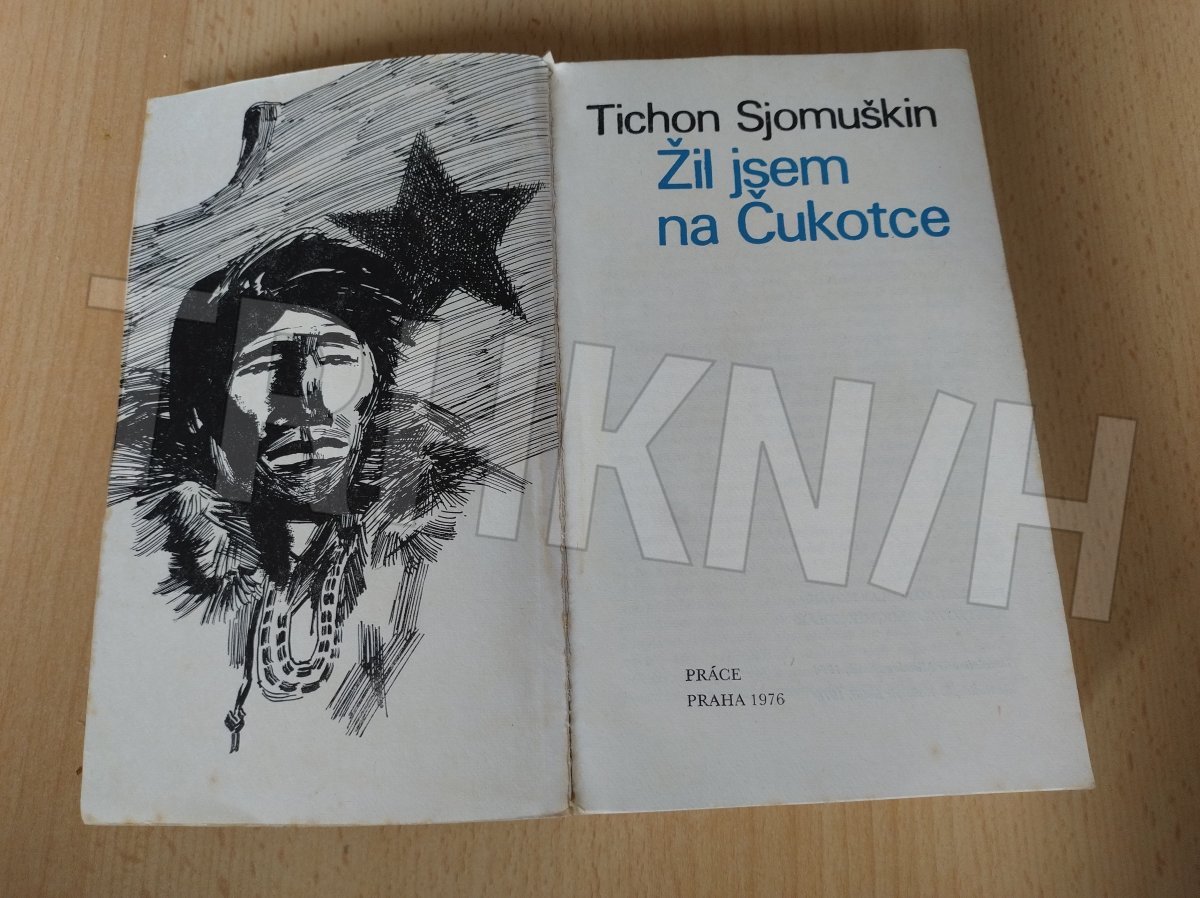 Tichon Sjomuškin
Žil jsem
na Čukotce
PRÁCE
PRAHA 1976